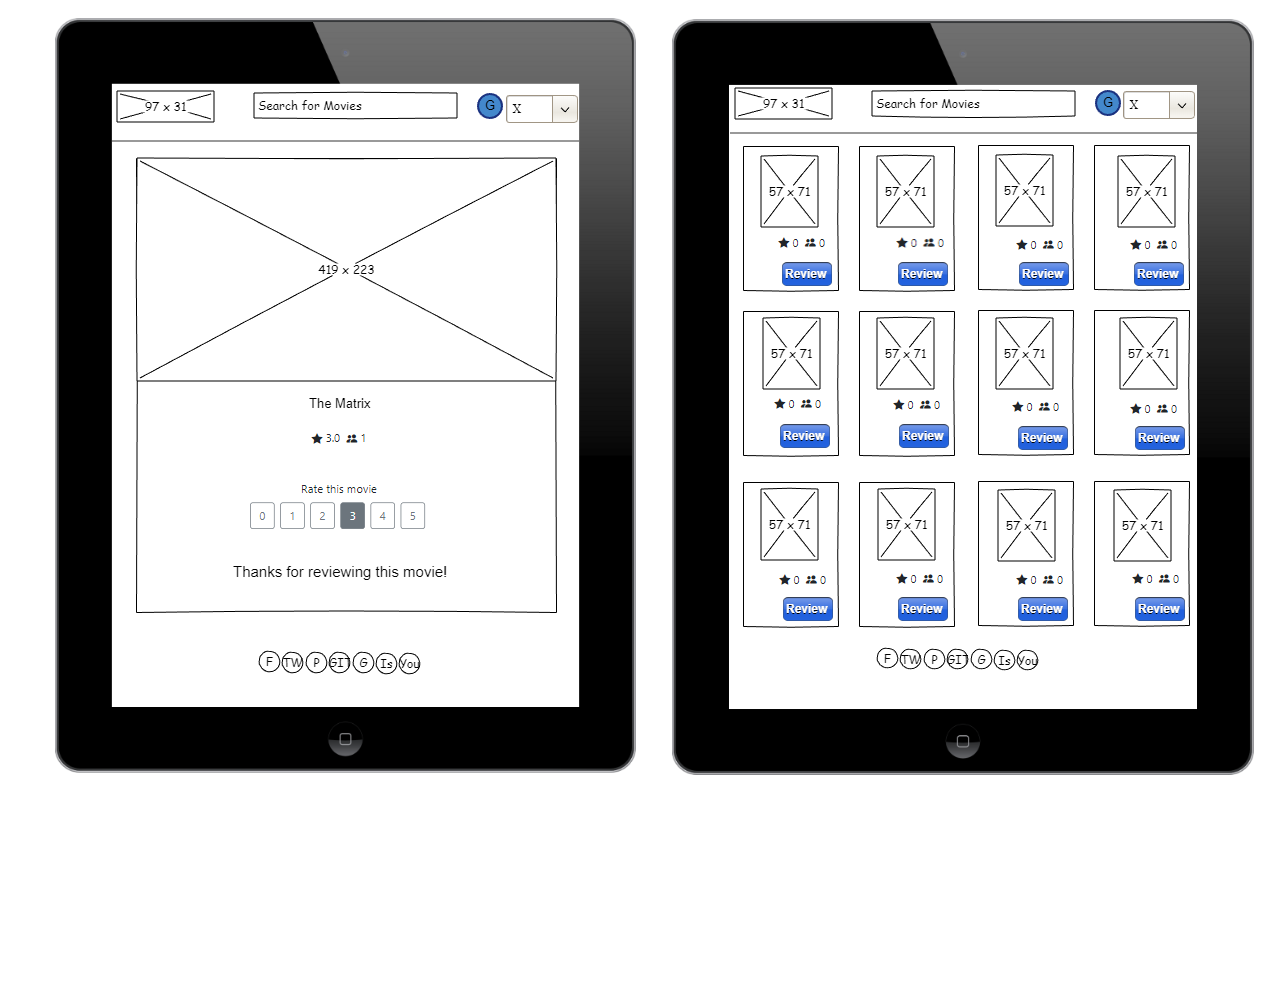 97 x 31 Search for Movies G X
419 x 223
The Matrix
3.0 1
Rate this movie
0 1 2 3 4 5
Thanks for reviewing this movie!
F TW P GIT G Is You
97 x 31 Search for Movies G X
57 x 71 57 x 71 57 x 71 57 x 71
0 0 0 0 0 0 0 0
Review Review Review Review
57 x 71 57 x 71 57 x 71 57 x 71
0 0 0 0 0 0 0 0
Review Review Review Review
57 x 71 57 x 71 57 x 71 57 x 71
0 0 0 0 0 0 0 0
Review Review Review Review
F TW P GIT G Is You